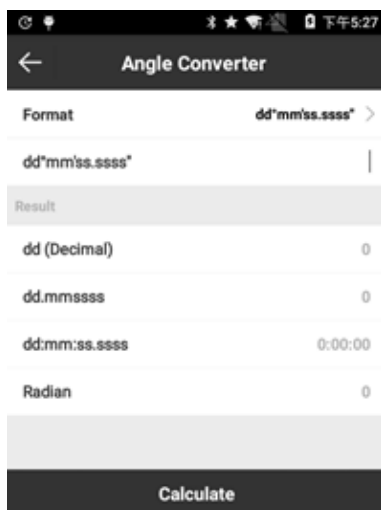 下午5:27
Angle Converter
Format dd°mm'ss.ssss"
dd°mm'ss.ssss"
Result
dd (Decimal) 0
dd.mmssss 0
dd:mm:ss.ssss 0:00:00
Radian 0
Calculate